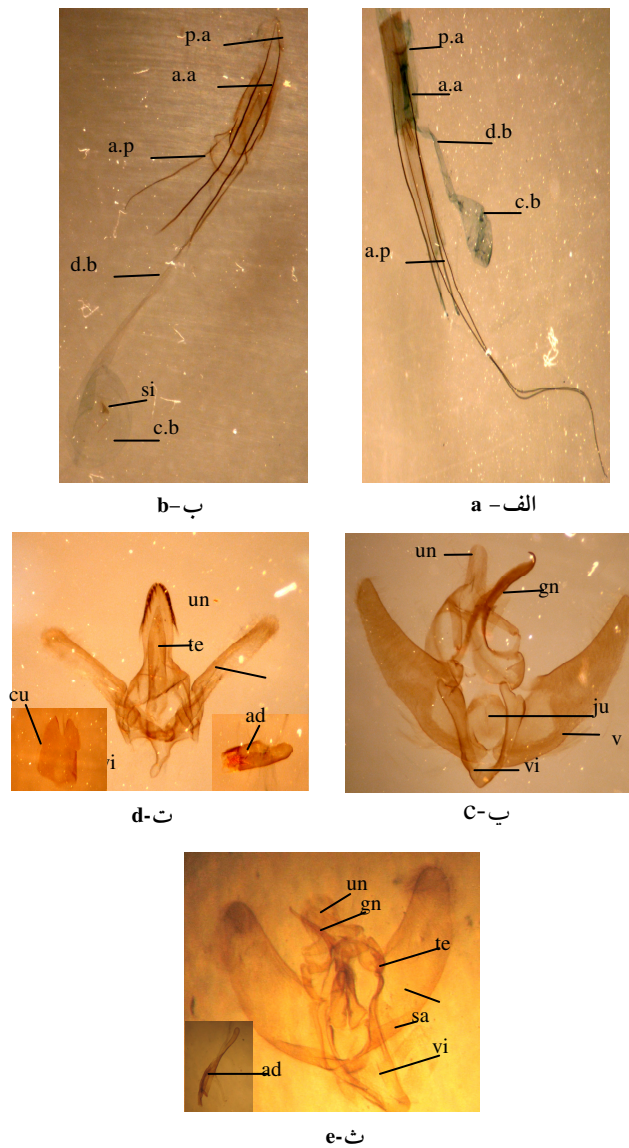 p.a
a.a
a.p
d.b
si
c.b
b-ب
p.a
a.a
d.b
c.b
a.p
a - الف
un
te
cu
ad
vi
d-ت
un
gn
ju
v
vi
c-پ
un
gn
te
sa
vi
ad
e-ث